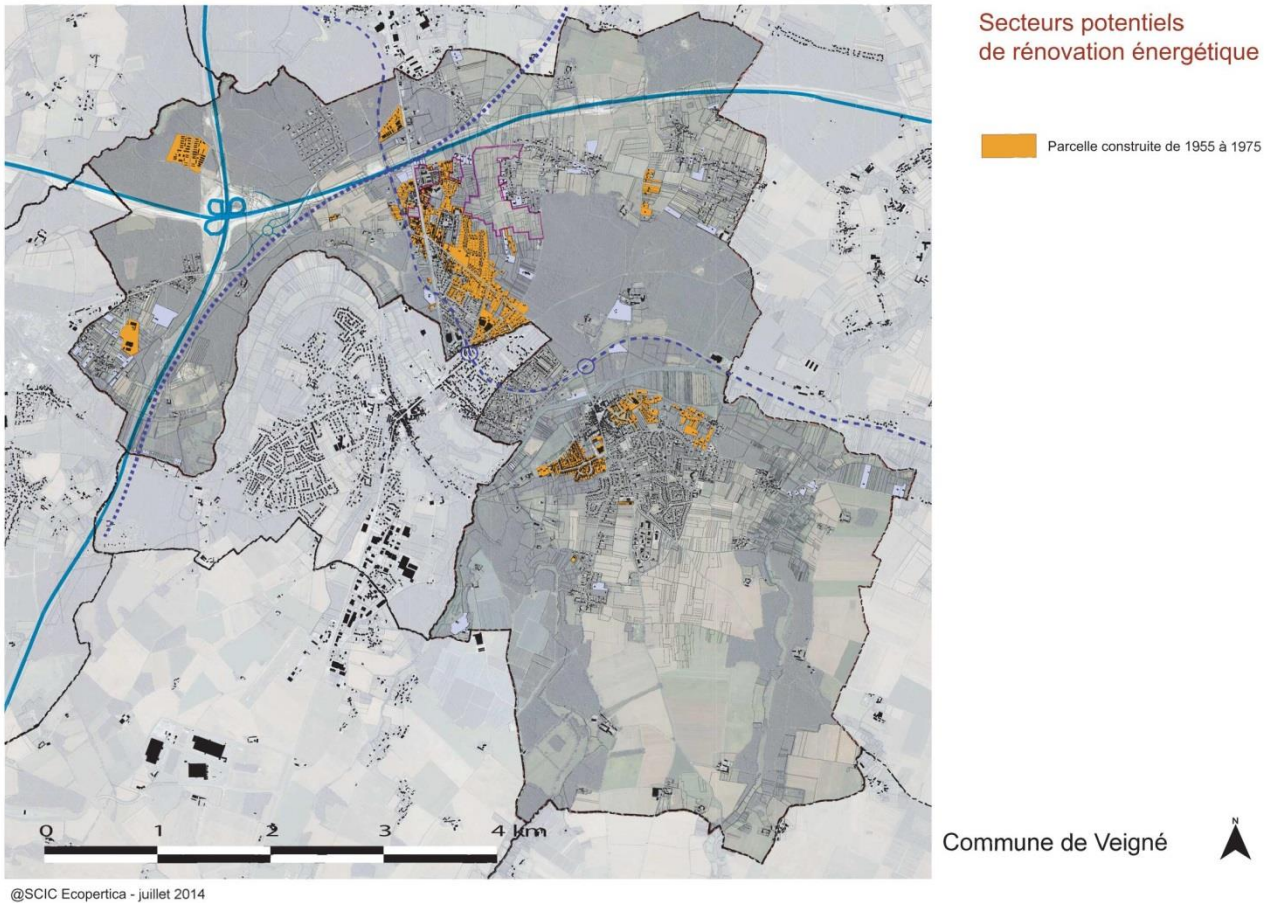 Secteurs potentiels
de rénovation énergétique
Parcelle construite de 1955 à 1975
0 1 2 3 4 km
Commune de Veigné
N
@SCIC Ecopertica - juillet 2014